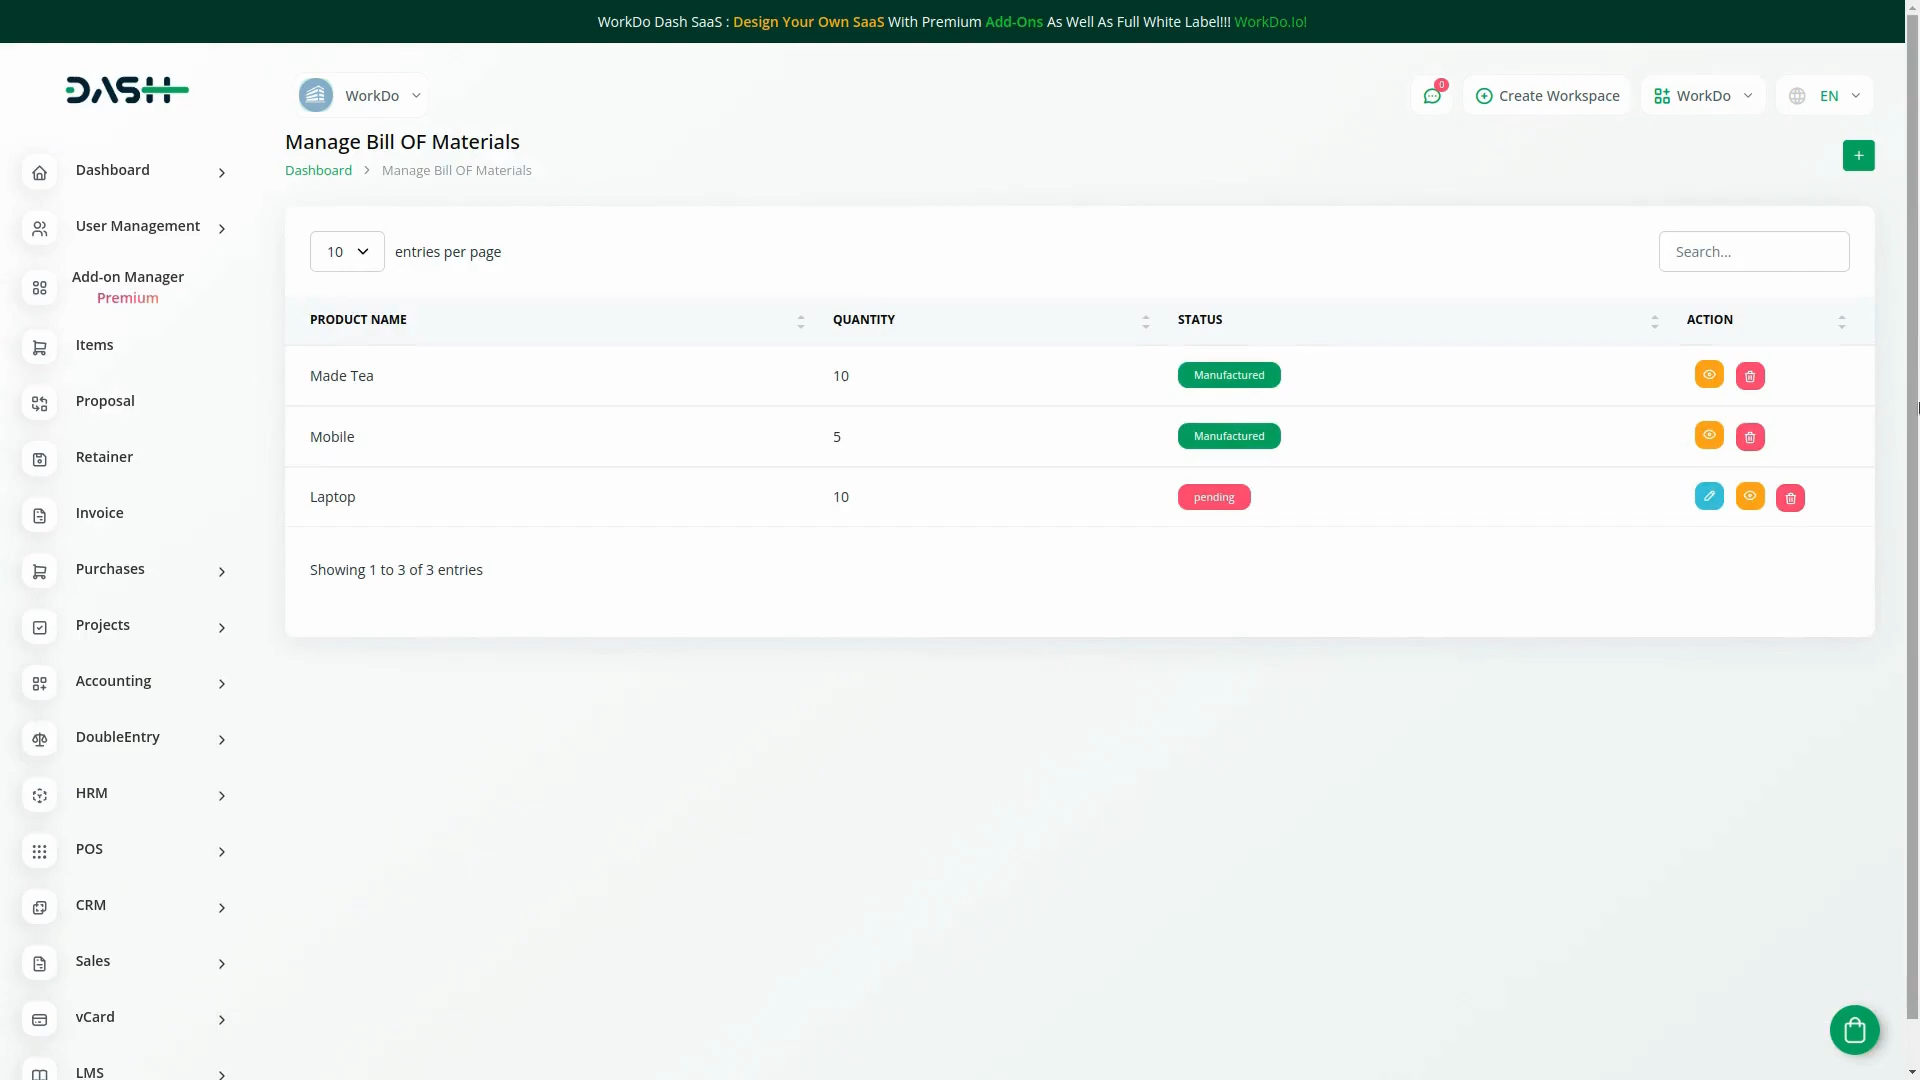 WorkDo Dash SaaS : Design Your Own SaaS With Premium Add-Ons As Well As Full White Label!!! WorkDo.Io!
DASH
WorkDo
0
Create Workspace
WorkDo
EN
Manage Bill OF Materials
Dashboard > Manage Bill OF Materials
+
Dashboard
User Management
Add-on Manager
Premium
Items
Proposal
Retainer
Invoice
Purchases
Projects
Accounting
DoubleEntry
HRM
POS
CRM
Sales
vCard
LMS
10 entries per page
Search...
PRODUCT NAME QUANTITY STATUS ACTION
Made Tea 10 Manufactured
Mobile 5 Manufactured
Laptop 10 pending
Showing 1 to 3 of 3 entries